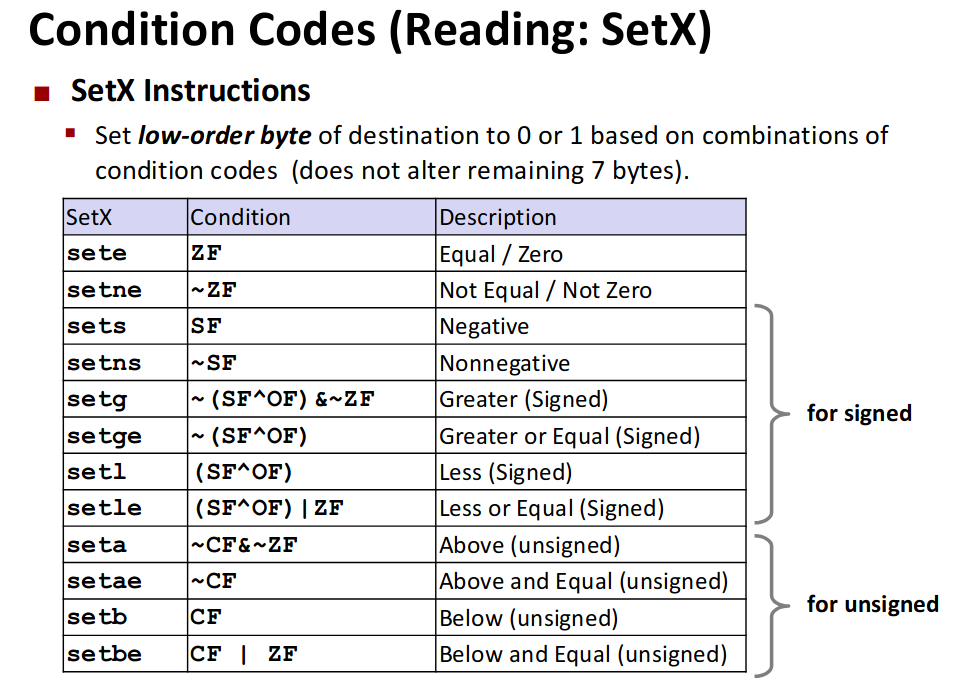 Condition Codes (Reading: SetX)
SetX Instructions
Set low-order byte of destination to 0 or 1 based on combinations of
condition codes (does not alter remaining 7 bytes).
SetX Condition Description
sete ZF Equal / Zero
setne ~ZF Not Equal / Not Zero
sets SF Negative
setns ~SF Nonnegative
setg ~(SF^OF)&~ZF Greater (Signed)
setge ~(SF^OF) Greater or Equal (Signed)
for signed
setl (SF^OF) Less (Signed)
setle (SF^OF)|ZF Less or Equal (Signed)
seta ~CF&~ZF Above (unsigned)
setae ~CF Above and Equal (unsigned)
for unsigned
setb CF Below (unsigned)
setbe CF | ZF Below and Equal (unsigned)